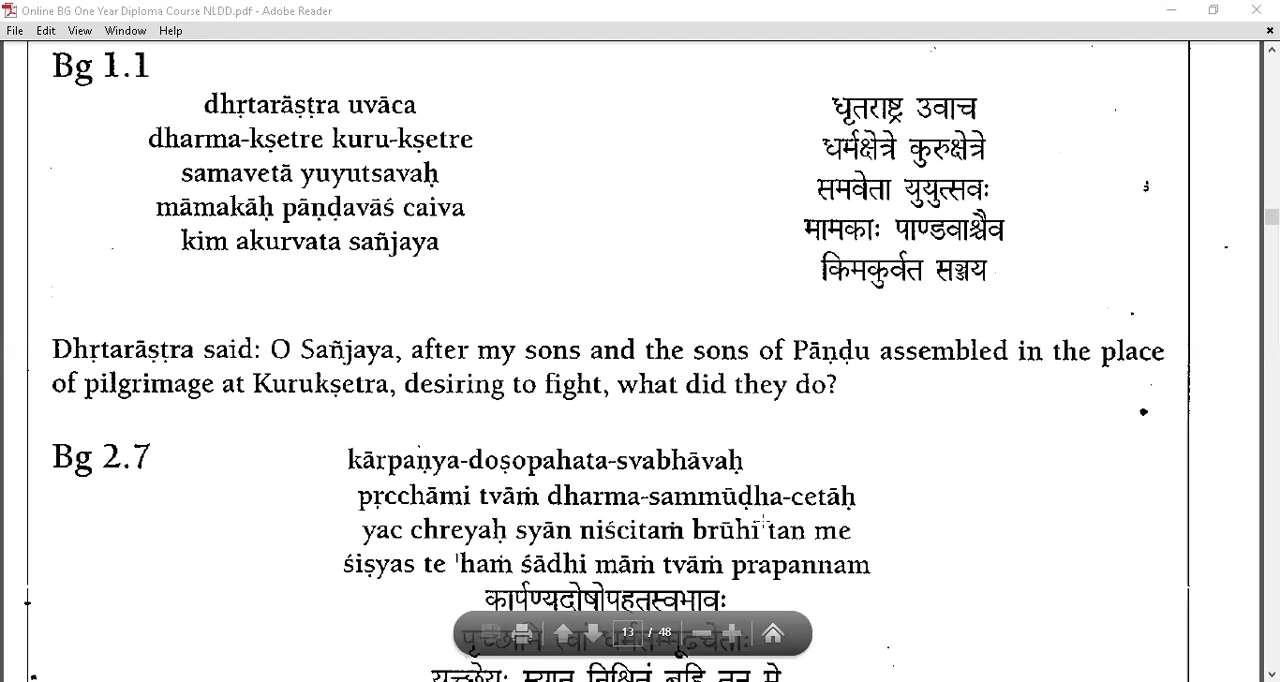 Online BG One Year Diploma Course NLDD.pdf - Adobe Reader
File Edit View Window Help
Bg 1.1
dhṛtarāṣṭra uvāca
dharma-kṣetre kuru-kṣetre
samavetā yuyutsavaḥ
māmakāḥ pāṇḍavāś caiva
kim akurvata sañjaya
धृतराष्ट्र उवाच
धर्मक्षेत्रे कुरुक्षेत्रे
समवेता युयुत्सवः
मामकाः पाण्डवाश्चैव
किमकुर्वत सञ्जय
Dhṛtarāṣṭra said: O Sañjaya, after my sons and the sons of Pāṇḍu assembled in the place
of pilgrimage at Kurukṣetra, desiring to fight, what did they do?
Bg 2.7
kārpaṇya-doṣopahata-svabhāvaḥ
pṛcchāmi tvāṁ dharma-sammūḍha-cetāḥ
yac chreyaḥ syān niścitaṁ brūhi tan me
śiṣyas te 'haṁ śādhi māṁ tvāṁ prapannam
कार्पण्यदोषोपहतस्वभावः
पृच्छामि त्वां धर्मसम्मूढचेताः
13 / 48